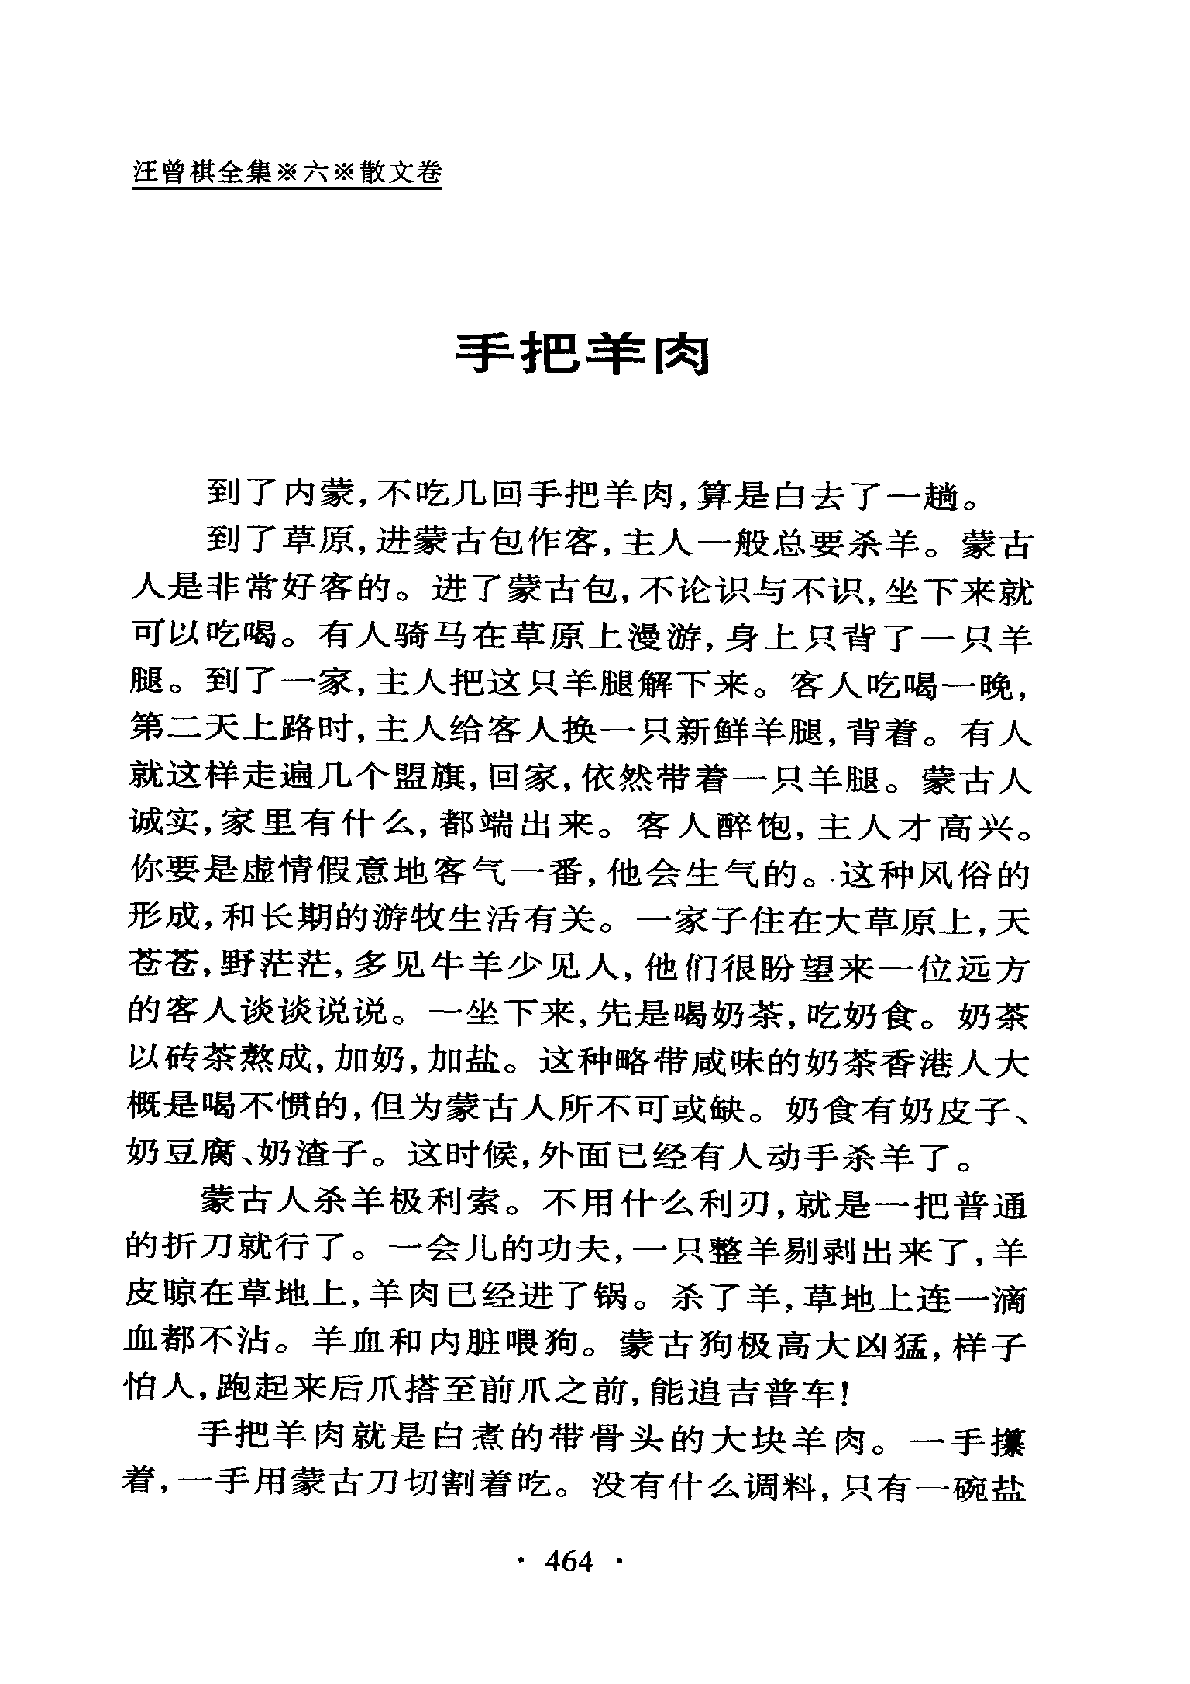 汪曾祺全集※六※散文卷
手把羊肉
到了内蒙,不吃几回手把羊肉,算是白去了一趟。
到了草原,进蒙古包作客,主人一般总要杀羊。蒙古
人是非常好客的。进了蒙古包,不论识与不识,坐下来就
可以吃喝。有人骑马在草原上漫游,身上只背了一只羊
腿。到了一家,主人把这只羊腿解下来。客人吃喝一晚,
第二天上路时,主人给客人换一只新鲜羊腿,背着。有人
就这样走遍几个盟旗,回家,依然带着一只羊腿。蒙古人
诚实,家里有什么,都端出来。客人醉饱,主人才高兴。
你要是虚情假意地客气一番,他会生气的。这种风俗的
形成,和长期的游牧生活有关。一家子住在大草原上,天
苍苍,野茫茫,多见牛羊少见人,他们很盼望来一位远方
的客人谈谈说说。一坐下来,先是喝奶茶,吃奶食。奶茶
以砖茶熬成,加奶,加盐。这种略带咸味的奶茶香港人大
概是喝不惯的,但为蒙古人所不可或缺。奶食有奶皮子、
奶豆腐、奶渣子。这时候,外面已经有人动手杀羊了。
蒙古人杀羊极利索。不用什么利刃,就是一把普通
的折刀就行了。一会儿的功夫,一只整羊剔剥出来了,羊
皮晾在草地上,羊肉已经进了锅。杀了羊,草地上连一滴
血都不沾。羊血和内脏喂狗。蒙古狗极高大凶猛,样子
怕人,跑起来后爪搭至前爪之前,能追吉普车!
手把羊肉就是白煮的带骨头的大块羊肉。一手攥
着,一手用蒙古刀切割着吃。没有什么调料,只有一碗盐
· 464 ·